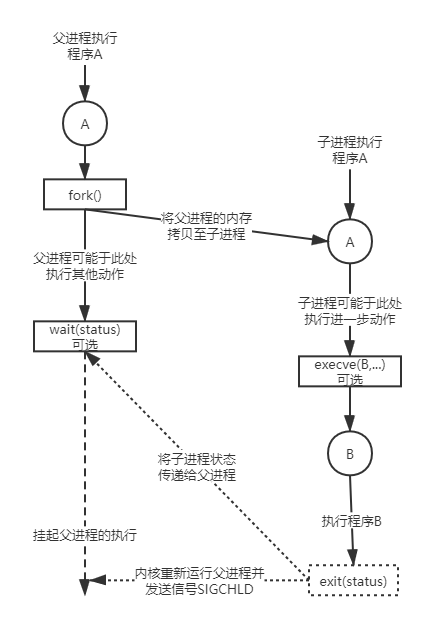 父进程执行
程序A
A
fork()
父进程可能于此处
执行其他动作
wait(status)
可选
挂起父进程的执行
将父进程的内存
拷贝至子进程
子进程执行
程序A
A
子进程可能于此处
执行进一步动作
execve(B,...)
可选
B
执行程序B
exit(status)
将子进程状态
传递给父进程
内核重新运行父进程并
发送信号SIGCHLD